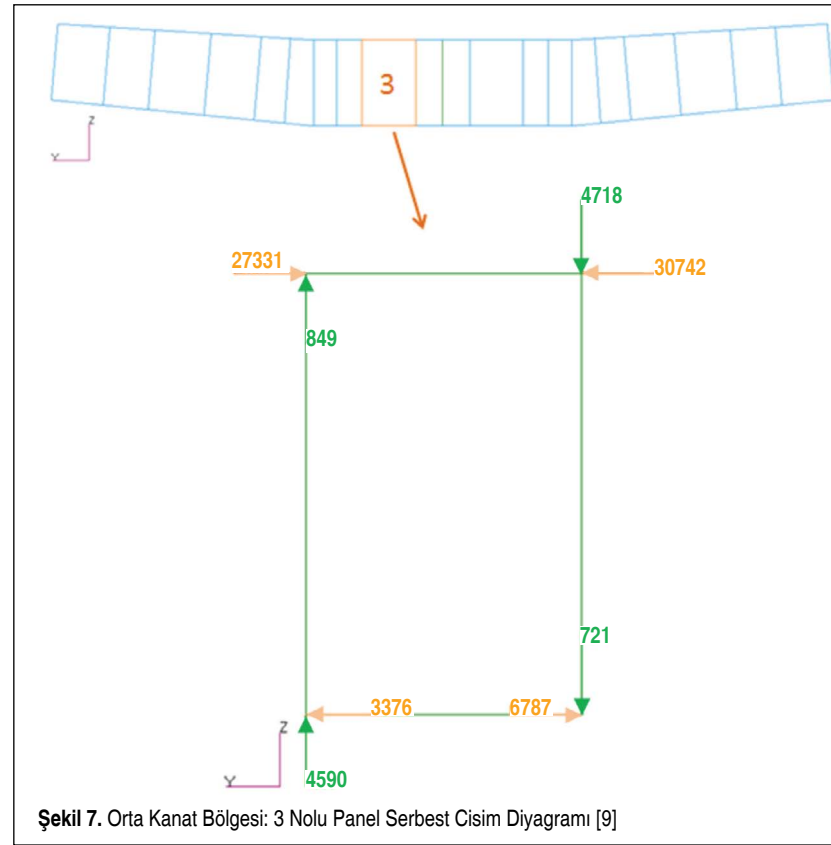 3
z
Y
4718
27331
30742
849
721
3376
6787
Z
Y
4590
Şekil 7. Orta Kanat Bölgesi: 3 Nolu Panel Serbest Cisim Diyagramı [9]